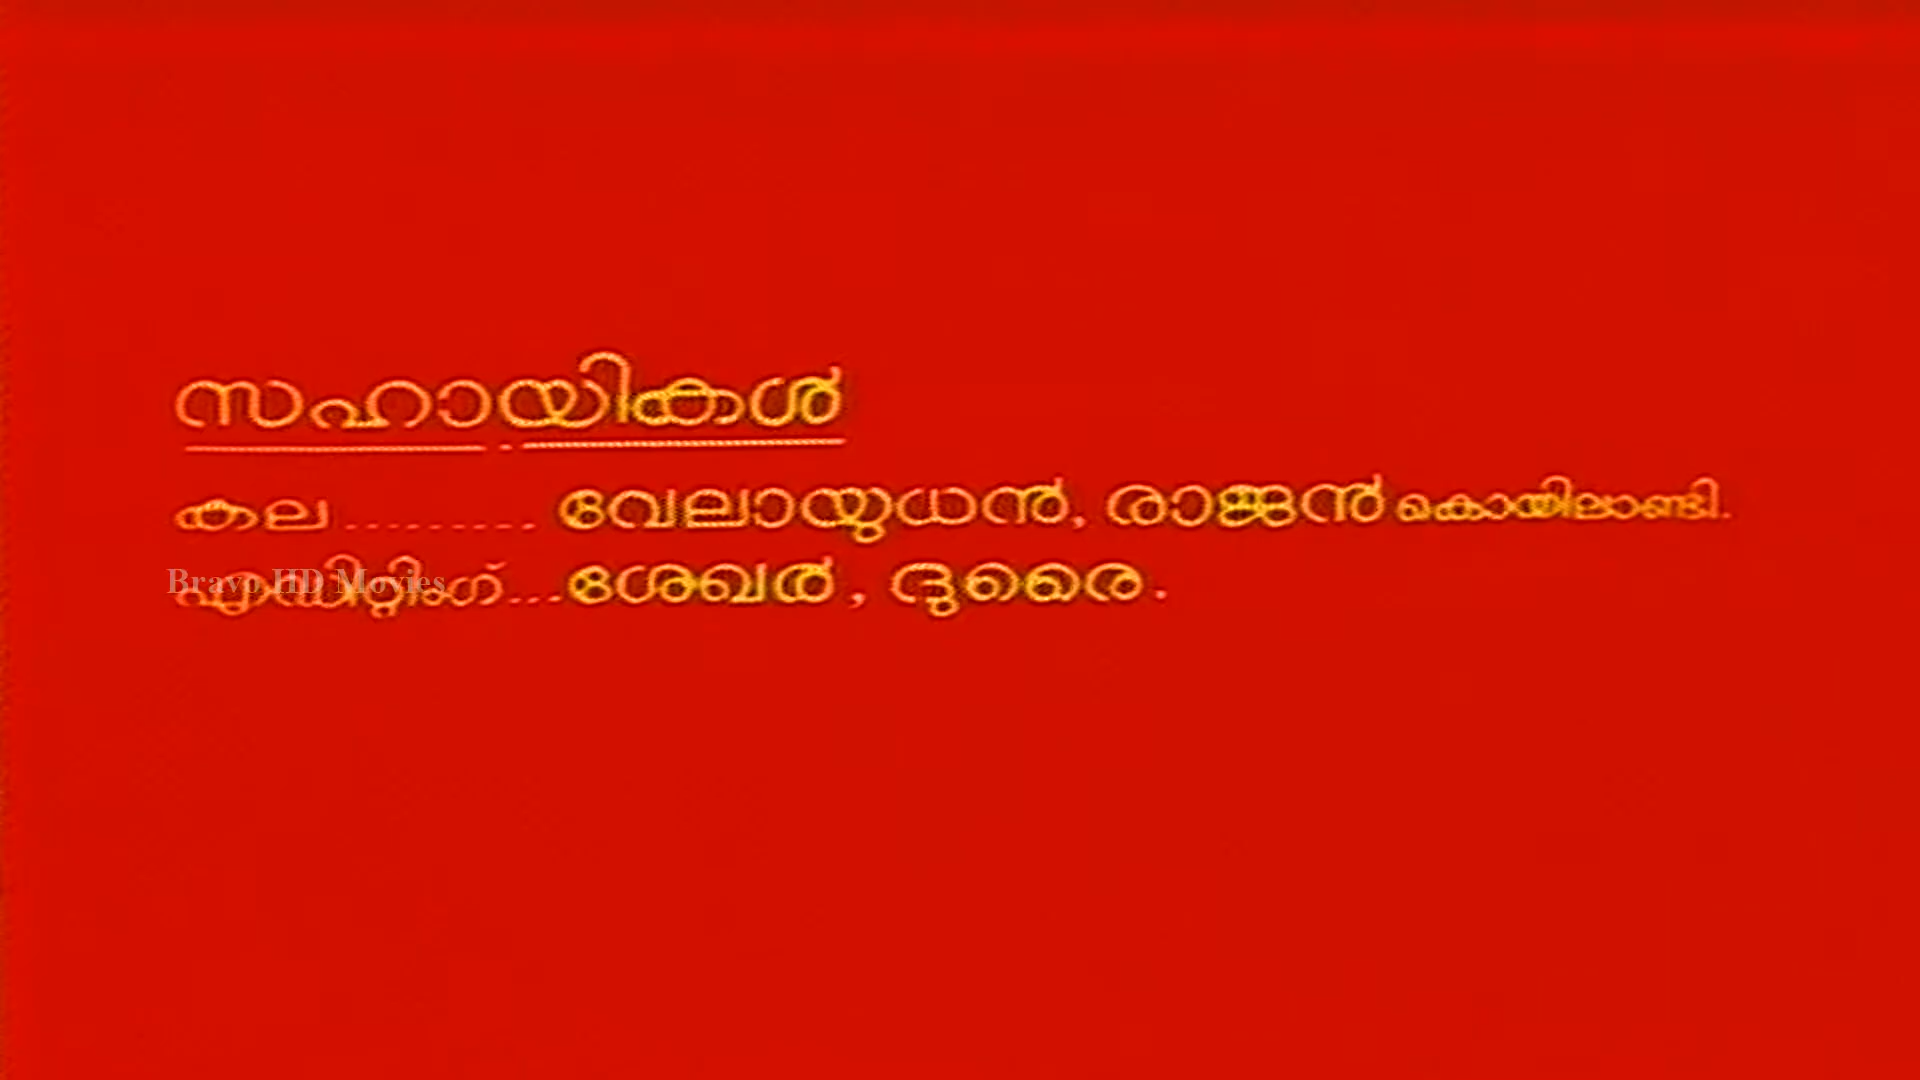 സഹായികൾ
കല ......... വേലായുധൻ, രാജൻ കൊയിലാണ്ടി.
എഡിറ്റിംഗ് ... ശേഖർ, ദുരൈ.
Bravo HD Movies